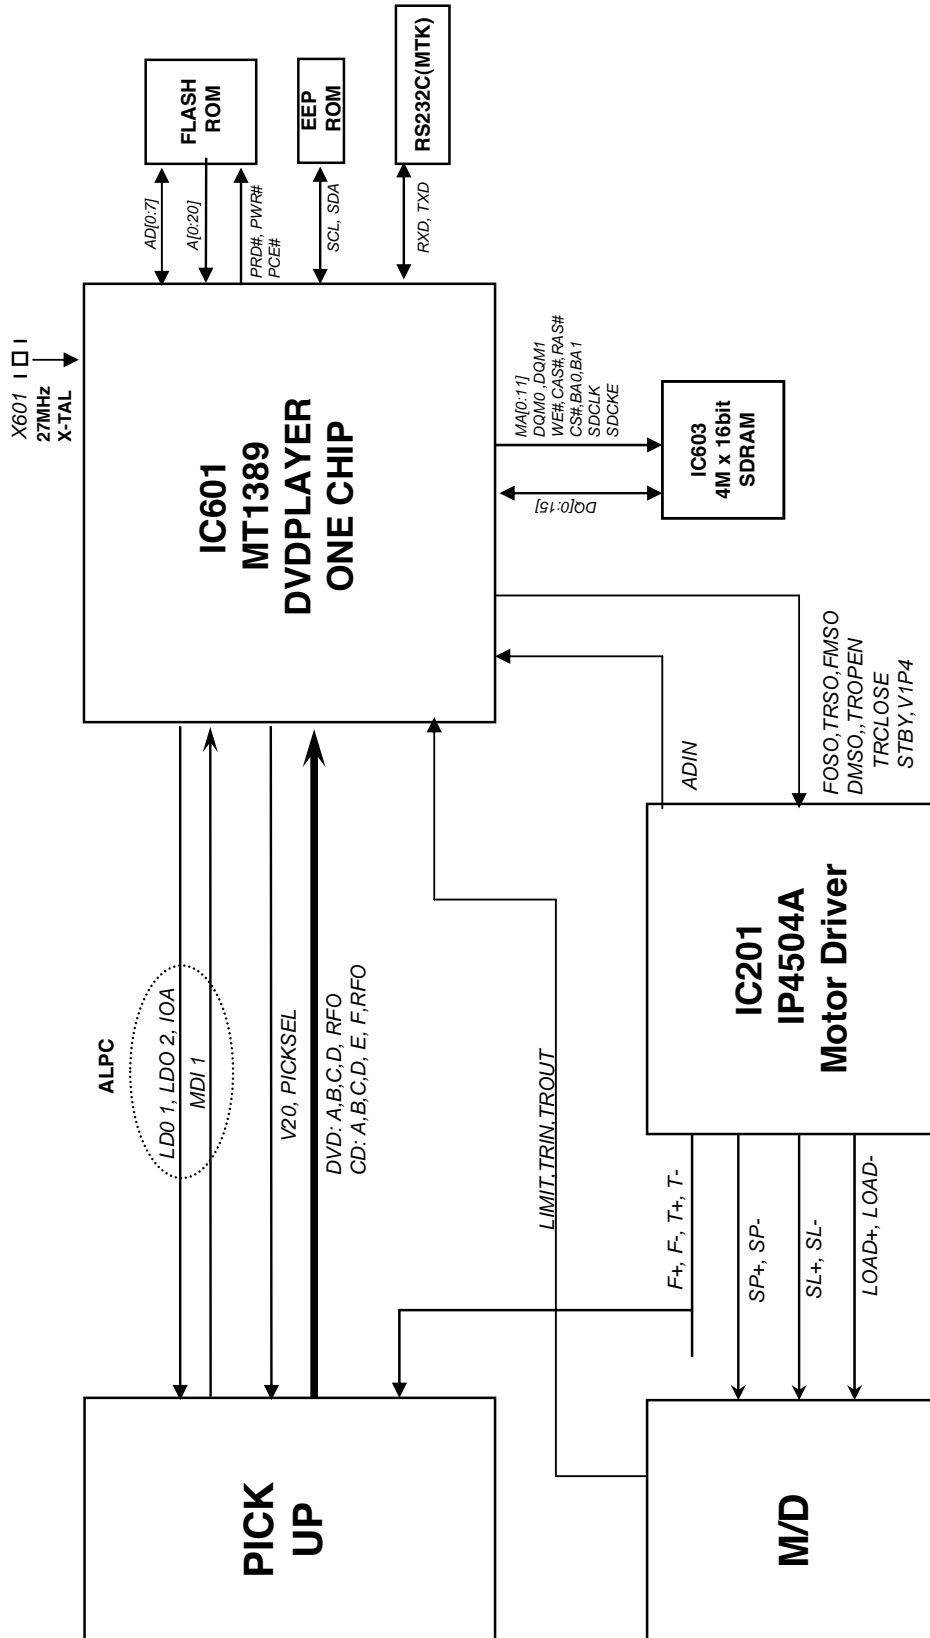 X601
27MHz
X-TAL
FLASH
ROM
EEP
ROM
RS232C(MTK)
AD[0:7]
A[0:20]
PRD#, PWR#
PCE#
SCL, SDA
RXD, TXD
IC601
MT1389
DVDPLAYER
ONE CHIP
MA[0:11]
DQM0 ,DQM1
WE#,CAS#,RAS#
CS#,BA0,BA1
SDCLK
SDCKE
DQ[0:15]
IC603
4M x 16bit
SDRAM
ALPC
LD0 1, LDO 2, IOA
MDI 1
V20, PICKSEL
DVD: A,B,C,D, RFO
CD: A,B,C,D, E, F,RFO
LIMIT,TRIN,TROUT
ADIN
FOSO,TRSO,FMSO
DMSO,,TROPEN
TRCLOSE
STBY,V1P4
IC201
IP4504A
Motor Driver
F+, F-, T+, T-
SP+, SP-
SL+, SL-
LOAD+, LOAD-
PICK
UP
M/D